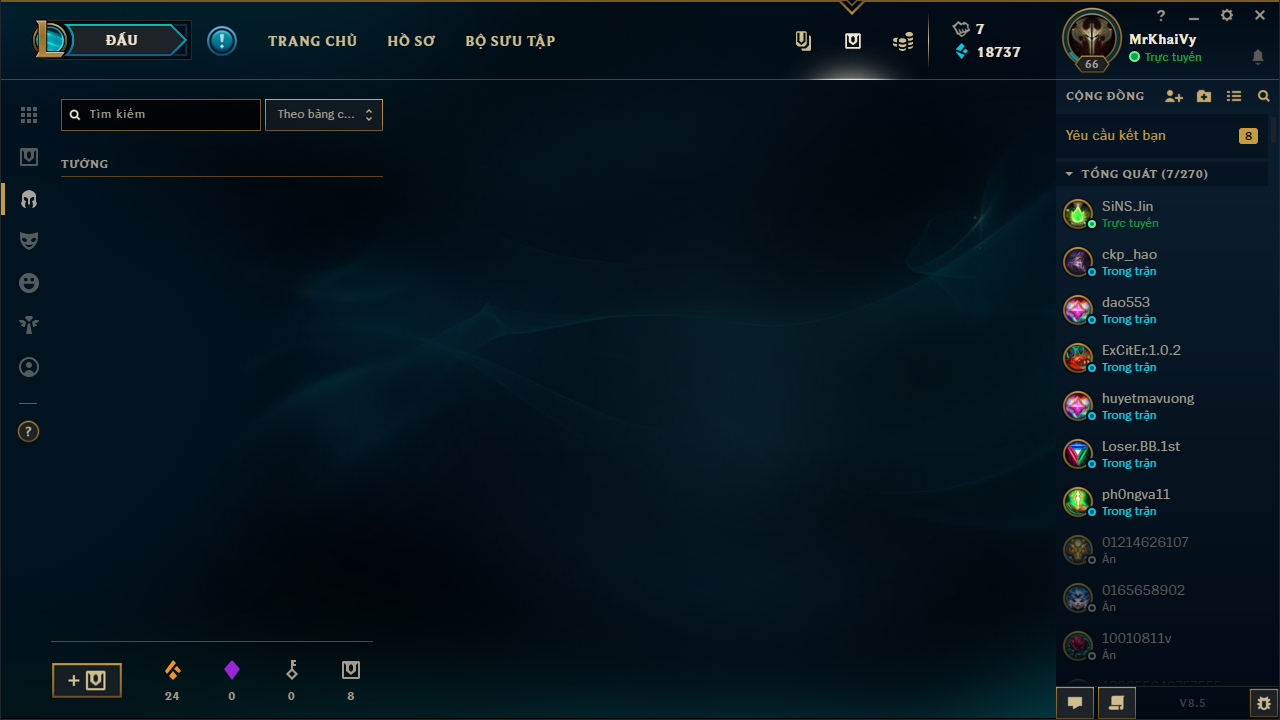 ĐẤU
TRANG CHỦ
HỒ SƠ
BỘ SƯU TẬP
7
18737
66
MrKhaiVy
Trực tuyến
Tìm kiếm
Theo bảng c...
TƯỚNG
24
0
0
8
CỘNG ĐỒNG
Yêu cầu kết bạn
8
TỔNG QUÁT (7/270)
SiNS.Jin
Trực tuyến
ckp_hao
Trong trận
dao553
Trong trận
ExCitEr.1.0.2
Trong trận
huyetmavuong
Trong trận
Loser.BB.1st
Trong trận
ph0ngva11
Trong trận
01214626107
Ẩn
0165658902
Ẩn
10010811v
Ẩn
V8.5